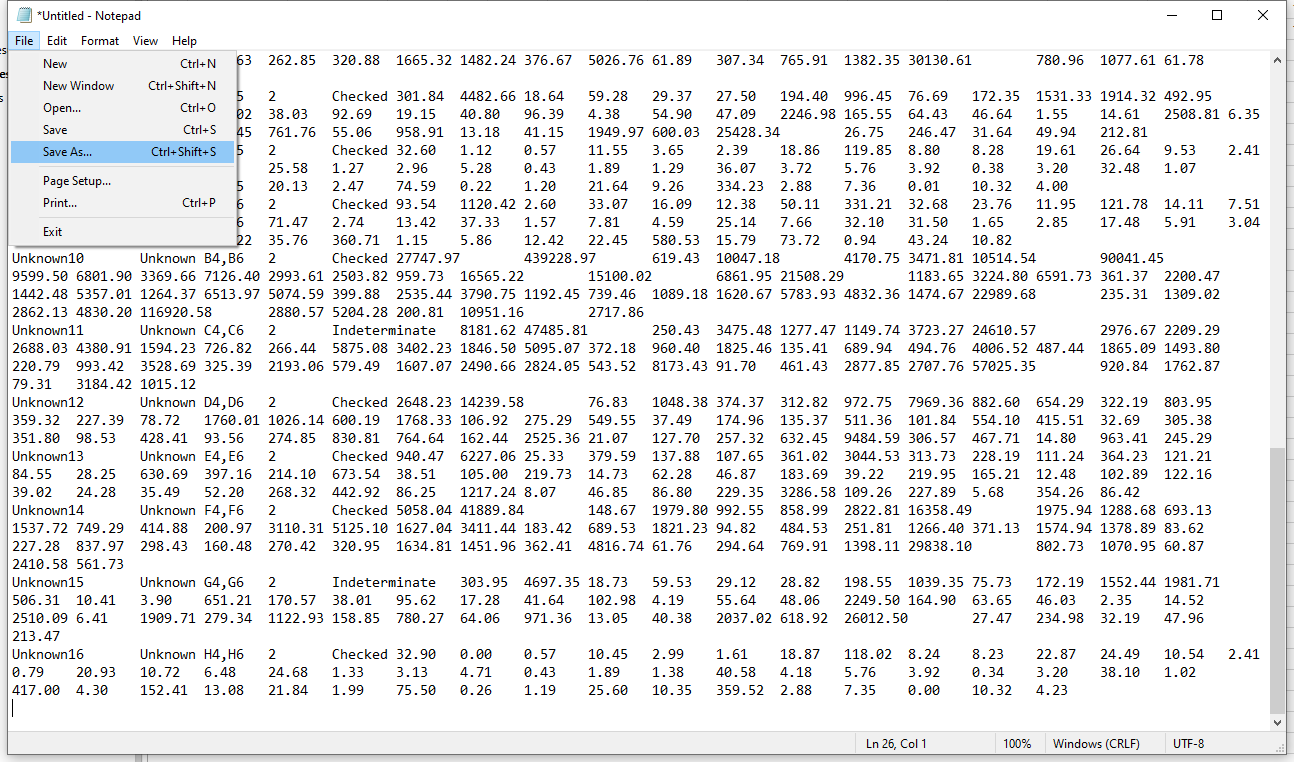 *Untitled - Notepad
File Edit Format View Help
New Ctrl+N
New Window Ctrl+Shift+N
Open... Ctrl+O
Save Ctrl+S
Save As... Ctrl+Shift+S
Page Setup...
Print... Ctrl+P
Exit
63 262.85 320.88 1665.32 1482.24 376.67 5026.76 61.89 307.34 765.91 1382.35 30130.61 780.96 1077.61 61.78
5 2 Checked 301.84 4482.66 18.64 59.28 29.37 27.50 194.40 996.45 76.69 172.35 1531.33 1914.32 492.95
02 38.03 92.69 19.15 40.80 96.39 4.38 54.90 47.09 2246.98 165.55 64.43 46.64 1.55 14.61 2508.81 6.35
45 761.76 55.06 958.91 13.18 41.15 1949.97 600.03 25428.34 26.75 246.47 31.64 49.94 212.81
5 2 Checked 32.60 1.12 0.57 11.55 3.65 2.39 18.86 119.85 8.80 8.28 19.61 26.64 9.53 2.41
25.58 1.27 2.96 5.28 0.43 1.89 1.29 36.07 3.72 5.76 3.92 0.38 3.20 32.48 1.07
5 20.13 2.47 74.59 0.22 1.20 21.64 9.26 334.23 2.88 7.36 0.01 10.32 4.00
6 2 Checked 93.54 1120.42 2.60 33.07 16.09 12.38 50.11 331.21 32.68 23.76 11.95 121.78 14.11 7.51
6 71.47 2.74 13.42 37.33 1.57 7.81 4.59 25.14 7.66 32.10 31.50 1.65 2.85 17.48 5.91 3.04
22 35.76 360.71 1.15 5.86 12.42 22.45 580.53 15.79 73.72 0.94 43.24 10.82
Unknown10 Unknown B4,B6 2 Checked 27747.97 439228.97 619.43 10047.18 4170.75 3471.81 10514.54 90041.45
9599.50 6801.90 3369.66 7126.40 2993.61 2503.82 959.73 16565.22 15100.02 6861.95 21508.29 1183.65 3224.80 6591.73 361.37 2200.47
1442.48 5357.01 1264.37 6513.97 5074.59 399.88 2535.44 3790.75 1192.45 739.46 1089.18 1620.67 5783.93 4832.36 1474.67 22989.68 235.31 1309.02
2862.13 4830.20 116920.58 2880.57 5204.28 200.81 10951.16 2717.86
Unknown11 Unknown C4,C6 2 Indeterminate 8181.62 47485.81 250.43 3475.48 1277.47 1149.74 3723.27 24610.57 2976.67 2209.29
2688.03 4380.91 1594.23 726.82 266.44 5875.08 3402.23 1846.50 5095.07 372.18 960.40 1825.46 135.41 689.94 494.76 4006.52 487.44 1865.09 1493.80
220.79 993.42 3528.69 325.39 2193.06 579.49 1607.07 2490.66 2824.05 543.52 8173.43 91.70 461.43 2877.85 2707.76 57025.35 920.84 1762.87
79.31 3184.42 1015.12
Unknown12 Unknown D4,D6 2 Checked 2648.23 14239.58 76.83 1048.38 374.37 312.82 972.75 7969.36 882.60 654.29 322.19 803.95
359.32 227.39 78.72 1760.01 1026.14 600.19 1768.33 106.92 275.29 549.55 37.49 174.96 135.37 511.36 101.84 554.10 415.51 32.69 305.38
351.80 98.53 428.41 93.56 274.85 830.81 764.64 162.44 2525.36 21.07 127.70 257.32 632.45 9484.59 306.57 467.71 14.80 963.41 245.29
Unknown13 Unknown E4,E6 2 Checked 940.47 6227.06 25.33 379.59 137.88 107.65 361.02 3044.53 313.73 228.19 111.24 364.23 121.21
84.55 28.25 630.69 397.16 214.10 673.54 38.51 105.00 219.73 14.73 62.28 46.87 183.69 39.22 219.95 165.21 12.48 102.89 122.16
39.02 24.28 35.49 52.20 268.32 442.92 86.25 1217.24 8.07 46.85 86.80 229.35 3286.58 109.26 227.89 5.68 354.26 86.42
Unknown14 Unknown F4,F6 2 Checked 5058.04 41889.84 148.67 1979.80 992.55 858.99 2822.81 16358.49 1975.94 1288.68 693.13
1537.72 749.29 414.88 200.97 3110.31 5125.10 1627.04 3411.44 183.42 689.53 1821.23 94.82 484.53 251.81 1266.40 371.13 1574.94 1378.89 83.62
227.28 837.97 298.43 160.48 270.42 320.95 1634.81 1451.96 362.41 4816.74 61.76 294.64 769.91 1398.11 29838.10 802.73 1070.95 60.87
2410.58 561.73
Unknown15 Unknown G4,G6 2 Indeterminate 303.95 4697.35 18.73 59.53 29.12 28.82 198.55 1039.35 75.73 172.19 1552.44 1981.71
506.31 10.41 3.90 651.21 170.57 38.01 95.62 17.28 41.64 102.98 4.19 55.64 48.06 2249.50 164.90 63.65 46.03 2.35 14.52
2510.09 6.41 1909.71 279.34 1122.93 158.85 780.27 64.06 971.36 13.05 40.38 2037.02 618.92 26012.50 27.47 234.98 32.19 47.96
213.47
Unknown16 Unknown H4,H6 2 Checked 32.90 0.00 0.57 10.45 2.99 1.61 18.87 118.02 8.24 8.23 22.87 24.49 10.54 2.41
0.79 20.93 10.72 6.48 24.68 1.33 3.13 4.71 0.43 1.89 1.38 40.58 4.18 5.76 3.92 0.34 3.20 38.10 1.02
417.00 4.30 152.41 13.08 21.84 1.99 75.50 0.26 1.19 25.60 10.35 359.52 2.88 7.35 0.00 10.32 4.23
Ln 26, Col 1 100% Windows (CRLF) UTF-8